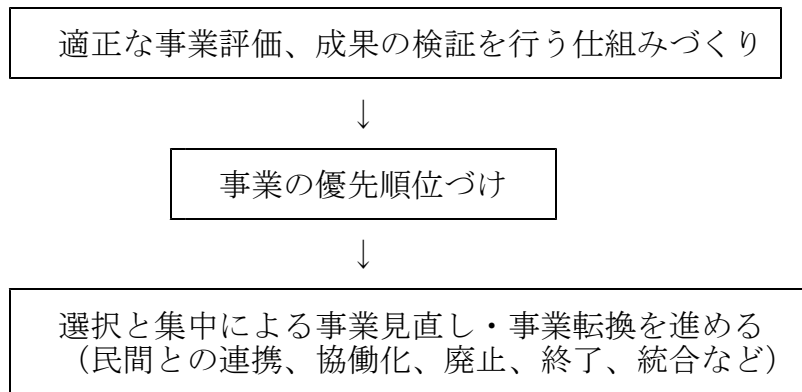 適正な事業評価、成果の検証を行う仕組みづくり
↓
事業の優先順位づけ
↓
選択と集中による事業見直し・事業転換を進める
（民間との連携、協働化、廃止、終了、統合など）